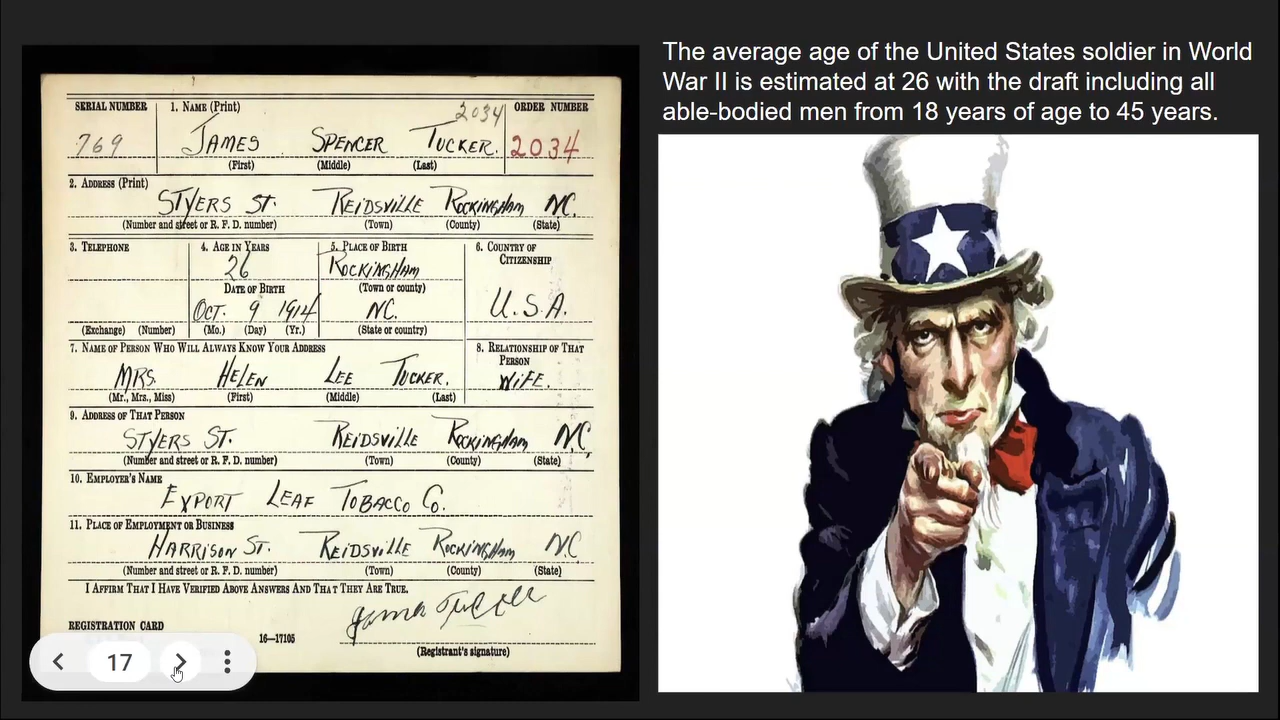 The average age of the United States soldier in World
War II is estimated at 26 with the draft including all
able-bodied men from 18 years of age to 45 years.
SERIAL NUMBER 1. NAME (Print) ORDER NUMBER
2034
769 JAMES SPENCER TUCKER. 2034
(First) (Middle) (Last)
2. ADDRESS (Print)
STYERS ST. REIDSVILLE ROCKINGHAM N.C.
(Number and street or R. F. D. number) (Town) (County) (State)
3. TELEPHONE 4. AGE IN YEARS 5. PLACE OF BIRTH 6. COUNTRY OF
CITIZENSHIP
26 ROCKINGHAM
DATE OF BIRTH (Town or county)
OCT. 9 1914 N.C. U.S.A.
(Exchange) (Number) (Mo.) (Day) (Yr.) (State or country)
7. NAME OF PERSON WHO WILL ALWAYS KNOW YOUR ADDRESS 8. RELATIONSHIP OF THAT
PERSON
MRS. HELEN LEE TUCKER. WIFE.
(Mr., Mrs., Miss) (First) (Middle) (Last)
9. ADDRESS OF THAT PERSON
STYERS ST. REIDSVILLE ROCKINGHAM NC,
(Number and street or R. F. D. number) (Town) (County) (State)
10. EMPLOYER'S NAME
EXPORT LEAF TOBACCO CO.
11. PLACE OF EMPLOYMENT OR BUSINESS
HARRISON ST. REIDSVILLE ROCKINGHAM N.C
(Number and street or R. F. D. number) (Town) (County) (State)
I AFFIRM THAT I HAVE VERIFIED ABOVE ANSWERS AND THAT THEY ARE TRUE.
James Tucker
REGISTRATION CARD
16—17105
(Registrant's signature)
17